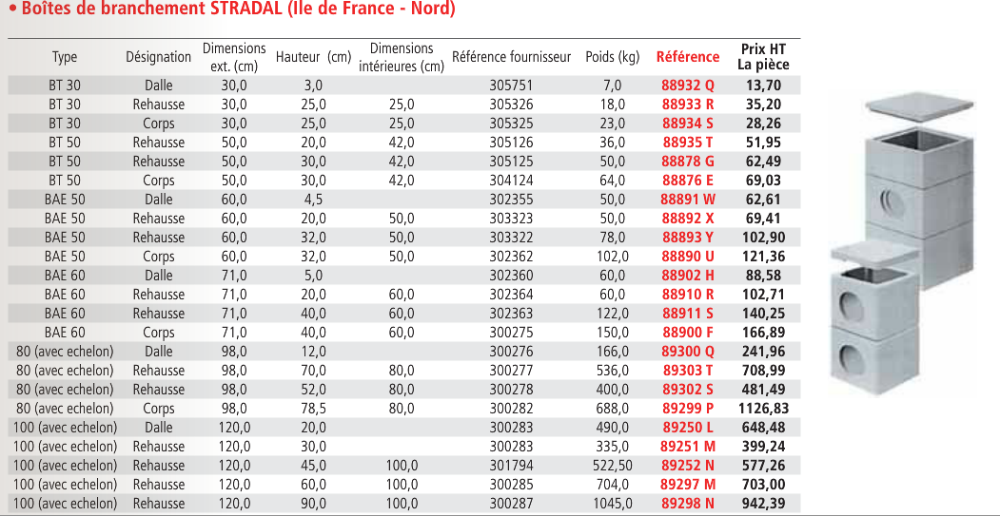 • Boîtes de branchement STRADAL (Ile de France - Nord)
Type Désignation Dimensions ext. (cm) Hauteur (cm) Dimensions intérieures (cm) Référence fournisseur Poids (kg) Référence Prix HT La pièce
BT 30 Dalle 30,0 3,0 305751 7,0 88932 Q 13,70
BT 30 Rehausse 30,0 25,0 25,0 305326 18,0 88933 R 35,20
BT 30 Corps 30,0 25,0 25,0 305325 23,0 88934 S 28,26
BT 50 Rehausse 50,0 20,0 42,0 305126 36,0 88935 T 51,95
BT 50 Rehausse 50,0 30,0 42,0 305125 50,0 88878 G 62,49
BT 50 Corps 50,0 30,0 42,0 304124 64,0 88876 E 69,03
BAE 50 Dalle 60,0 4,5 302355 50,0 88891 W 62,61
BAE 50 Rehausse 60,0 20,0 50,0 303323 50,0 88892 X 69,41
BAE 50 Rehausse 60,0 32,0 50,0 303322 78,0 88893 Y 102,90
BAE 50 Corps 60,0 32,0 50,0 302362 102,0 88890 U 121,36
BAE 60 Dalle 71,0 5,0 302360 60,0 88902 H 88,58
BAE 60 Rehausse 71,0 20,0 60,0 302364 60,0 88910 R 102,71
BAE 60 Rehausse 71,0 40,0 60,0 302363 122,0 88911 S 140,25
BAE 60 Corps 71,0 40,0 60,0 300275 150,0 88900 F 166,89
80 (avec echelon) Dalle 98,0 12,0 300276 166,0 89300 Q 241,96
80 (avec echelon) Rehausse 98,0 70,0 80,0 300277 536,0 89303 T 708,99
80 (avec echelon) Rehausse 98,0 52,0 80,0 300278 400,0 89302 S 481,49
80 (avec echelon) Corps 98,0 78,5 80,0 300282 688,0 89299 P 1126,83
100 (avec echelon) Dalle 120,0 20,0 300283 490,0 89250 L 648,48
100 (avec echelon) Rehausse 120,0 30,0 300283 335,0 89251 M 399,24
100 (avec echelon) Rehausse 120,0 45,0 100,0 301794 522,50 89252 N 577,26
100 (avec echelon) Rehausse 120,0 60,0 100,0 300285 704,0 89297 M 703,00
100 (avec echelon) Rehausse 120,0 90,0 100,0 300287 1045,0 89298 N 942,39